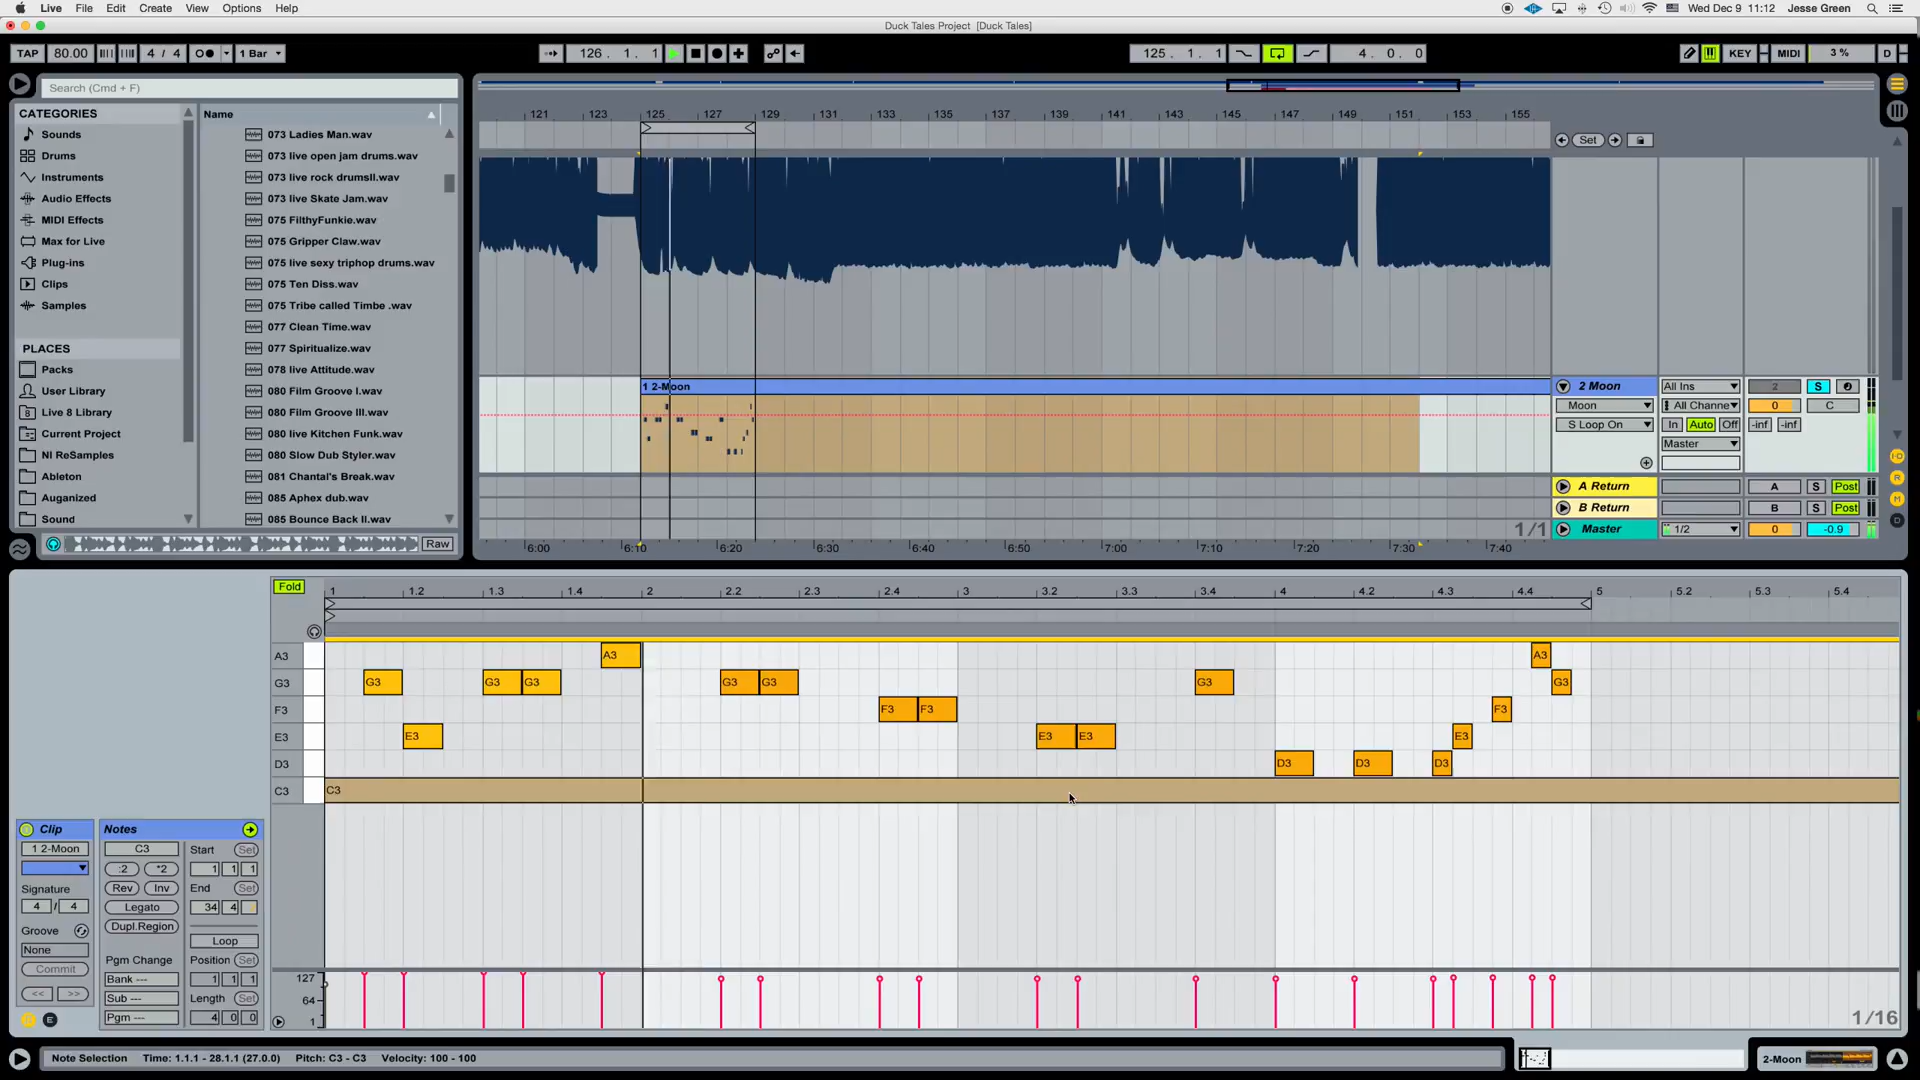 Live File Edit Create View Options Help
Wed Dec 9 11:12 Jesse Green
Duck Tales Project [Duck Tales]
TAP 80.00 4 / 4 1 Bar 126. 1. 1 125. 1. 1 4. 0. 0 KEY MIDI 3 % D
Search (Cmd + F)
CATEGORIES
Sounds
Drums
Instruments
Audio Effects
MIDI Effects
Max for Live
Plug-ins
Clips
Samples
PLACES
Packs
User Library
Live 8 Library
Current Project
NI ReSamples
Ableton
Auganized
Sound
Name
073 Ladies Man.wav
073 live open jam drums.wav
073 live rock drumsII.wav
073 live Skate Jam.wav
075 FilthyFunkie.wav
075 Gripper Claw.wav
075 live sexy triphop drums.wav
075 Ten Diss.wav
075 Tribe called Timbe .wav
077 Clean Time.wav
077 Spiritualize.wav
078 live Attitude.wav
080 Film Groove I.wav
080 Film Groove III.wav
080 live Kitchen Funk.wav
080 Slow Dub Styler.wav
081 Chantal's Break.wav
085 Aphex dub.wav
085 Bounce Back II.wav
Raw
121 123 125 127 129 131 133 135 137 139 141 143 145 147 149 151 153 155
Set
1 2-Moon
2 Moon All Ins 2 S
Moon All Channe 0 C
S Loop On In Auto Off -inf -inf
Master
A Return A S Post
B Return B S Post
1/1 Master 1/2 0 -0.9
6:00 6:10 6:20 6:30 6:40 6:50 7:00 7:10 7:20 7:30 7:40
Fold
1 1.2 1.3 1.4 2 2.2 2.3 2.4 3 3.2 3.3 3.4 4 4.2 4.3 4.4 5 5.2 5.3 5.4
A3 A3 A3
G3 G3 G3 G3 G3 G3 G3 G3
F3 F3 F3 F3
E3 E3 E3 E3 E3
D3 D3 D3 D3
C3 C3
Clip
1 2-Moon
Signature
4 / 4
Groove
None
Commit
<< >>
E
Notes
C3
:2 *2
Rev Inv
Legato
Dupl.Region
Pgm Change
Bank ---
Sub ---
Pgm ---
Start Set
1 1 1
End Set
34 4
Loop
Position Set
1 1 1
Length Set
4 0 0
127
64
1
1/16
Note Selection Time: 1.1.1 - 28.1.1 (27.0.0) Pitch: C3 - C3 Velocity: 100 - 100
2-Moon